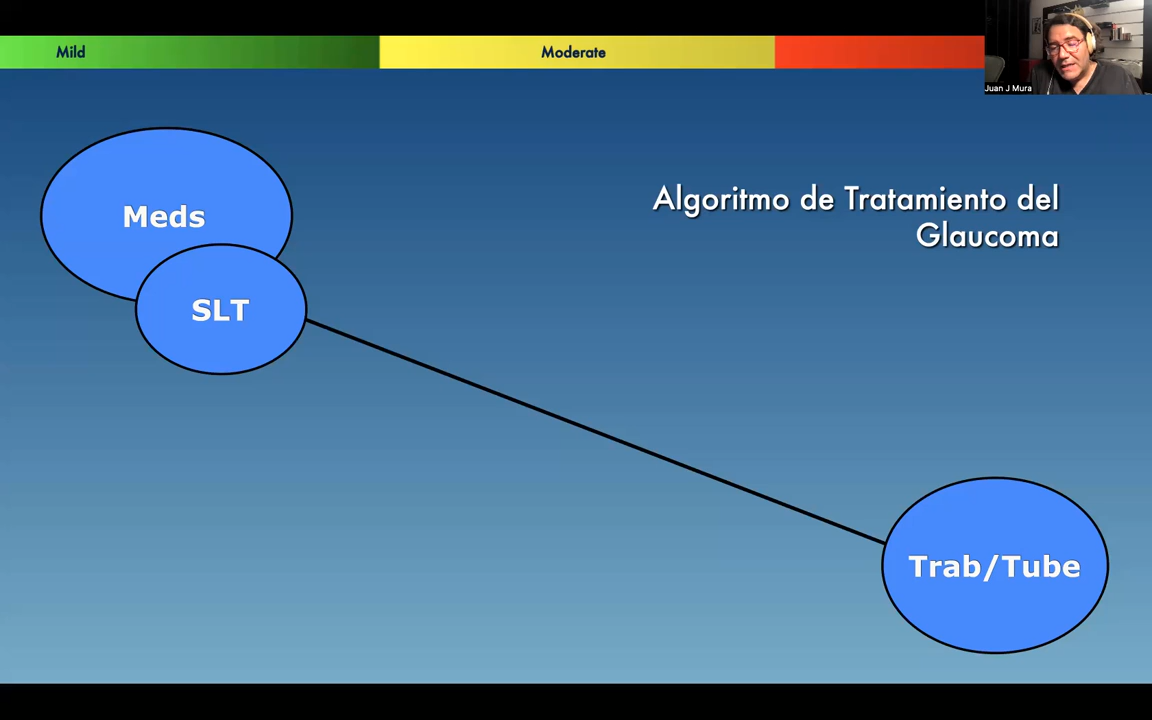 Mild
Moderate
Juan J Mura
Algoritmo de Tratamiento del
Glaucoma
Meds
SLT
Trab/Tube